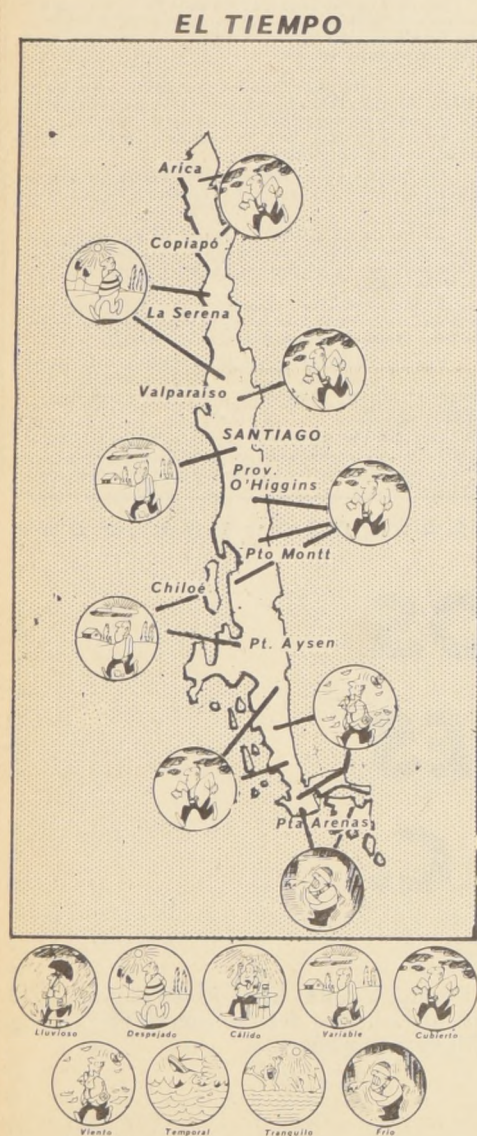 EL TIEMPO
Arica
Copiapó
La Serena
Valparaíso
SANTIAGO
Prov.
O'Higgins
Pto Montt
Chiloé
Pt. Aysen
Pta Arenas
Lluvioso
Despejado
Cálido
Variable
Cubierto
Viento
Temporal
Tranquilo
Frío